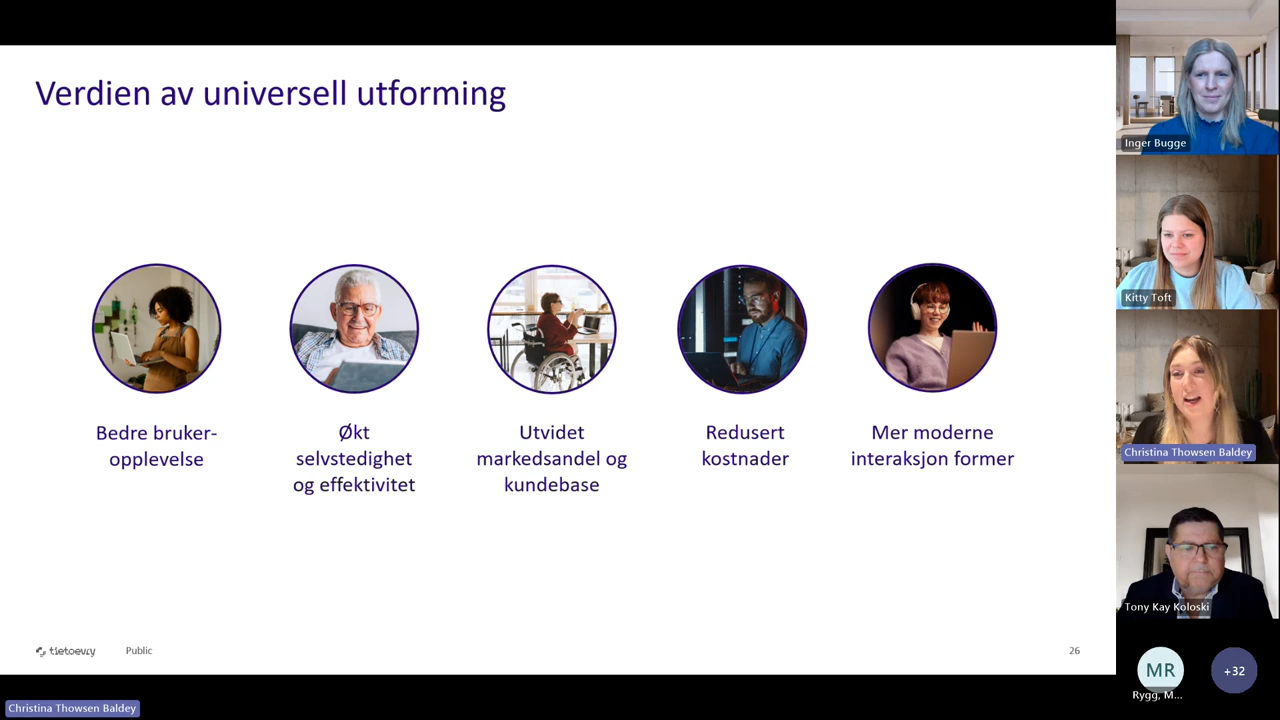 Verdien av universell utforming
Bedre bruker-
opplevelse
Økt
selvstedighet
og effektivitet
Utvidet
markedsandel og
kundebase
Redusert
kostnader
Mer moderne
interaksjon former
tietoevry
Public
26
Inger Bugge
Kitty Toft
Christina Thowsen Baldey
Tony Kay Koloski
MR
Rygg, M...
+32
Christina Thowsen Baldey